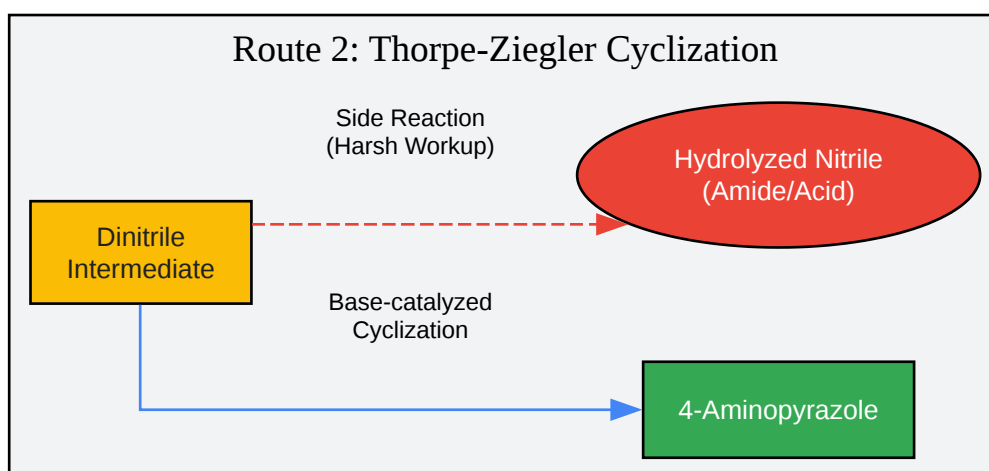 Route 2: Thorpe-Ziegler Cyclization
Side Reaction
(Harsh Workup)
Hydrolyzed Nitrile
(Amide/Acid)
Dinitrile
Intermediate
Base-catalyzed
Cyclization
4-Aminopyrazole